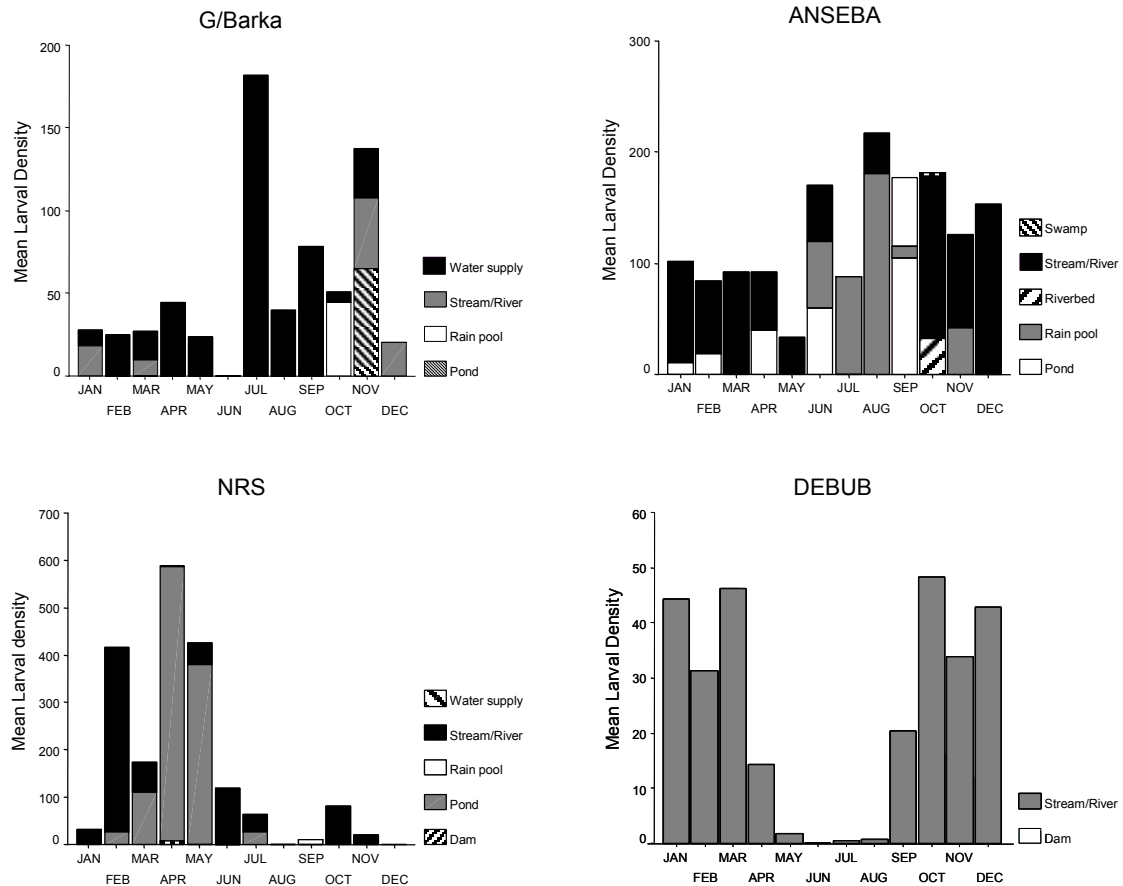 G/Barka
Mean Larval Density
200
150
100
50
0
JAN MAR MAY JUL SEP NOV
FEB APR JUN AUG OCT DEC
Water supply
Stream/River
Rain pool
Pond
ANSEBA
Mean Larval Density
300
200
100
0
JAN MAR MAY JUL SEP NOV
FEB APR JUN AUG OCT DEC
Swamp
Stream/River
Riverbed
Rain pool
Pond
NRS
Mean Larval density
700
600
500
400
300
200
100
0
JAN MAR MAY JUL SEP NOV
FEB APR JUN AUG OCT DEC
Water supply
Stream/River
Rain pool
Pond
Dam
DEBUB
Mean Larval Density
60
50
40
30
20
10
0
JAN MAR MAY JUL SEP NOV
FEB APR JUN AUG OCT DEC
Stream/River
Dam